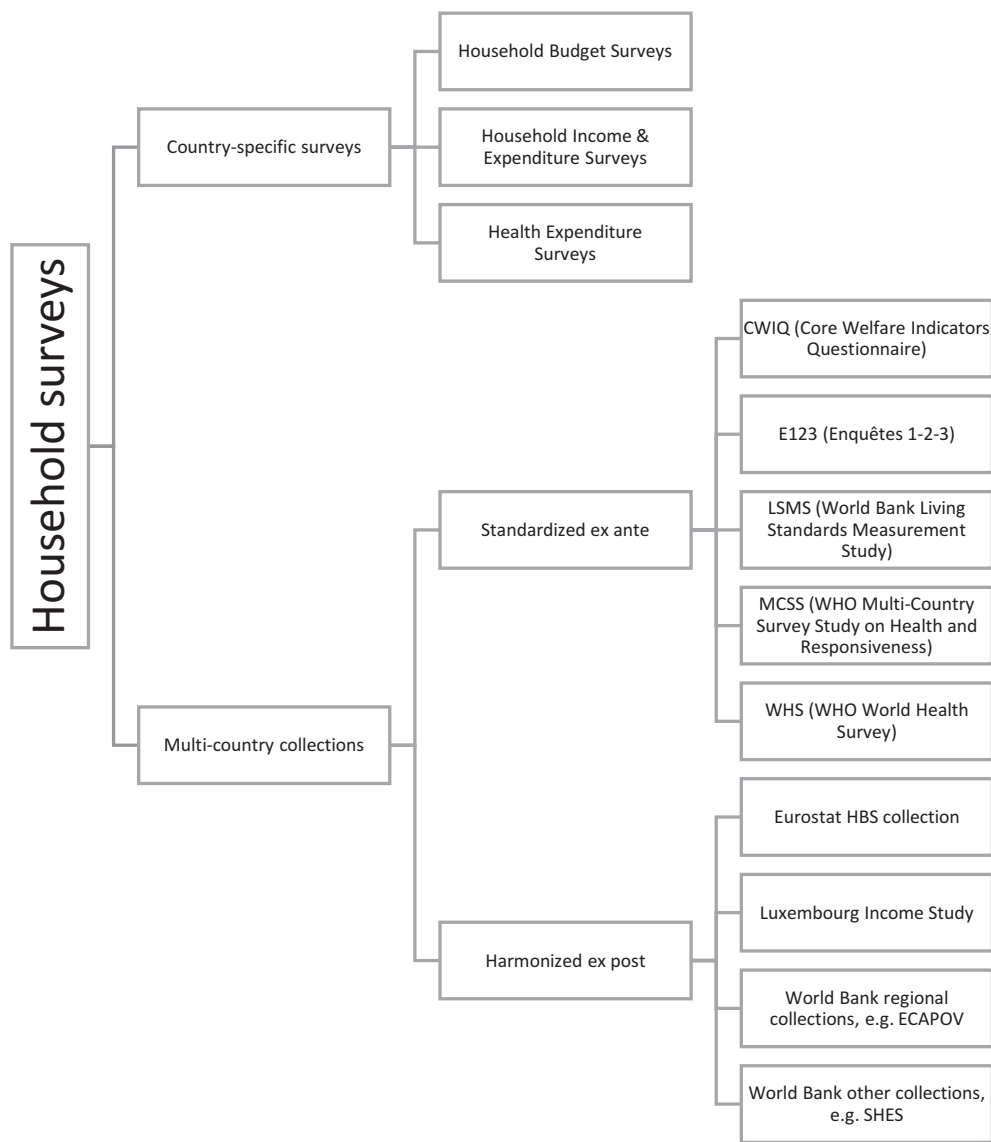 Household surveys
Country-specific surveys
Household Budget Surveys
Household Income &
Expenditure Surveys
Health Expenditure
Surveys
Multi-country collections
Standardized ex ante
CWIQ (Core Welfare Indicators
Questionnaire)
E123 (Enquêtes 1-2-3)
LSMS (World Bank Living
Standards Measurement
Study)
MCSS (WHO Multi-Country
Survey Study on Health and
Responsiveness)
WHS (WHO World Health
Survey)
Harmonized ex post
Eurostat HBS collection
Luxembourg Income Study
World Bank regional
collections, e.g. ECAPOV
World Bank other collections,
e.g. SHES